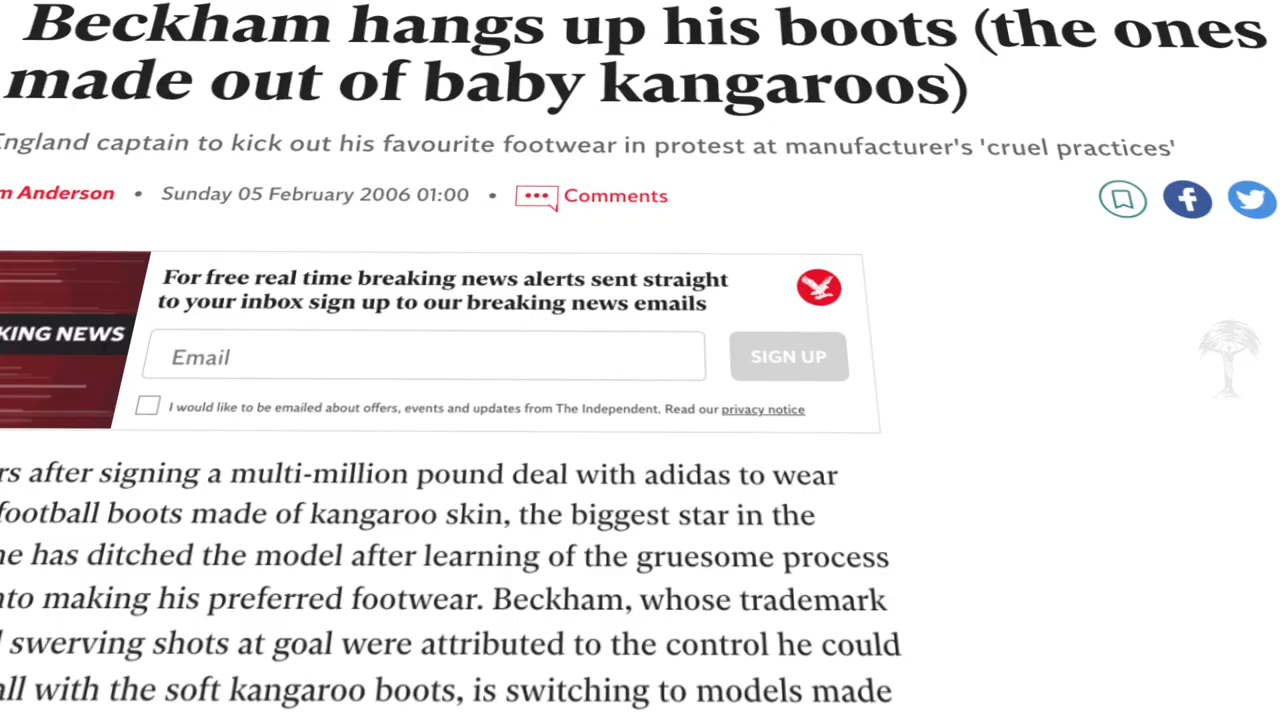 Beckham hangs up his boots (the ones
made out of baby kangaroos)
England captain to kick out his favourite footwear in protest at manufacturer's 'cruel practices'
Anderson • Sunday 05 February 2006 01:00 • Comments
For free real time breaking news alerts sent straight
to your inbox sign up to our breaking news emails
KING NEWS
Email
SIGN UP
I would like to be emailed about offers, events and updates from The Independent. Read our privacy notice
after signing a multi-million pound deal with adidas to wear
football boots made of kangaroo skin, the biggest star in the
has ditched the model after learning of the gruesome process
making his preferred footwear. Beckham, whose trademark
swerving shots at goal were attributed to the control he could
with the soft kangaroo boots, is switching to models made